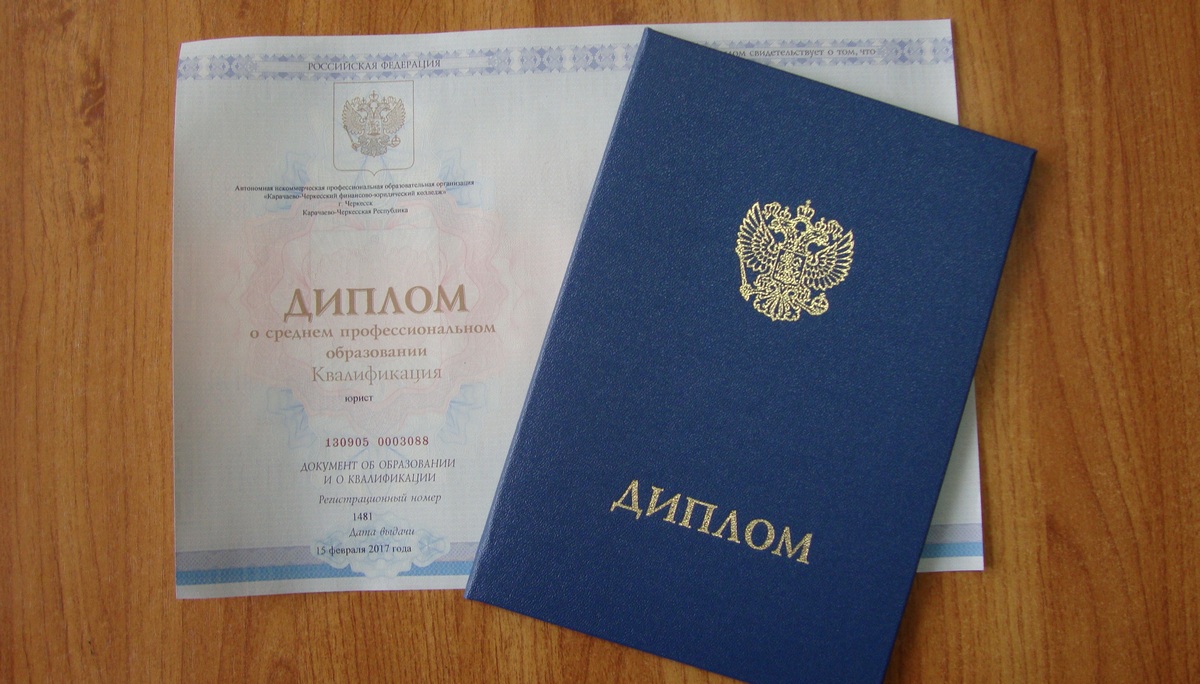 РОССИЙСКАЯ ФЕДЕРАЦИЯ
Автономная некоммерческая профессиональная образовательная организация
«Карачаево-Черкесский финансово-юридический колледж»
г. Черкесск
Карачаево-Черкесская Республика
ДИПЛОМ
о среднем профессиональном
образовании
Квалификация
юрист
130905 0003088
ДОКУМЕНТ ОБ ОБРАЗОВАНИИ
И О КВАЛИФИКАЦИИ
Регистрационный номер
1481
Дата выдачи
15 февраля 2017 года
свидетельствует о том, что
ДИПЛОМ